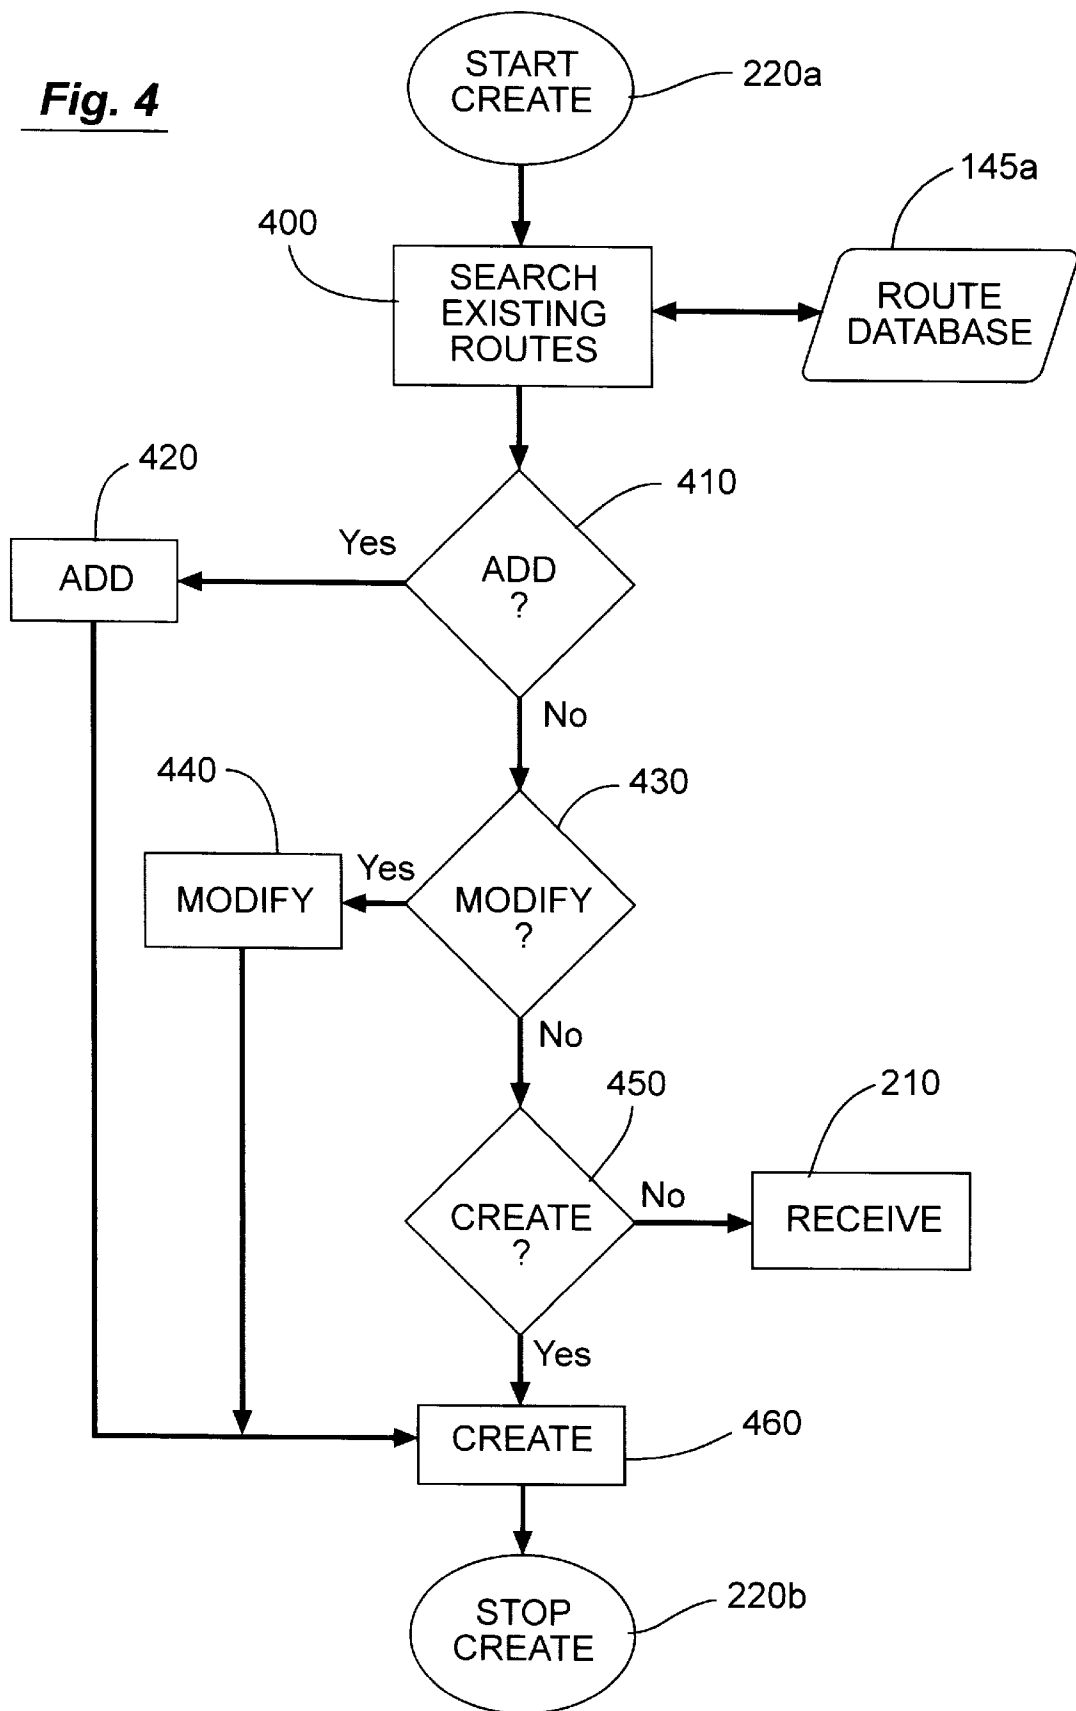 Fig. 4
START
CREATE
220a
145a
400
SEARCH
EXISTING
ROUTES
ROUTE
DATABASE
420
410
Yes
ADD
ADD
?
No
440
430
Yes
MODIFY
MODIFY
?
No
450
210
No
CREATE
?
RECEIVE
Yes
CREATE
460
STOP
CREATE
220b